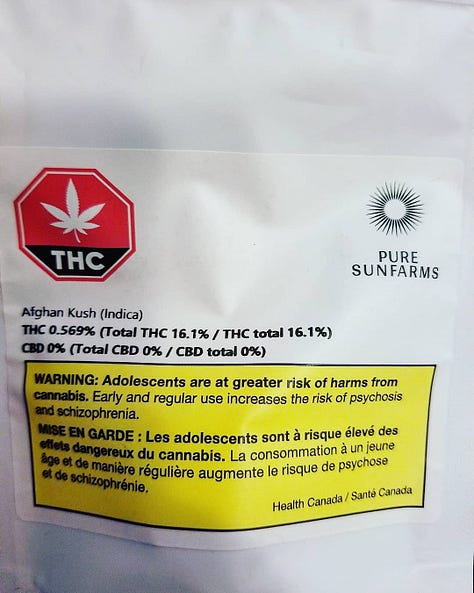 THC
PURE
SUNFARMS
Afghan Kush (Indica)
THC 0.569% (Total THC 16.1% / THC total 16.1%)
CBD 0% (Total CBD 0% / CBD total 0%)
WARNING: Adolescents are at greater risk of harms from
cannabis. Early and regular use increases the risk of psychosis
and schizophrenia.
MISE EN GARDE : Les adolescents sont à risque élevé des
effets dangereux du cannabis. La consommation à un jeune
âge et de manière régulière augmente le risque de psychose
et de schizophrénie.
Health Canada / Santé Canada